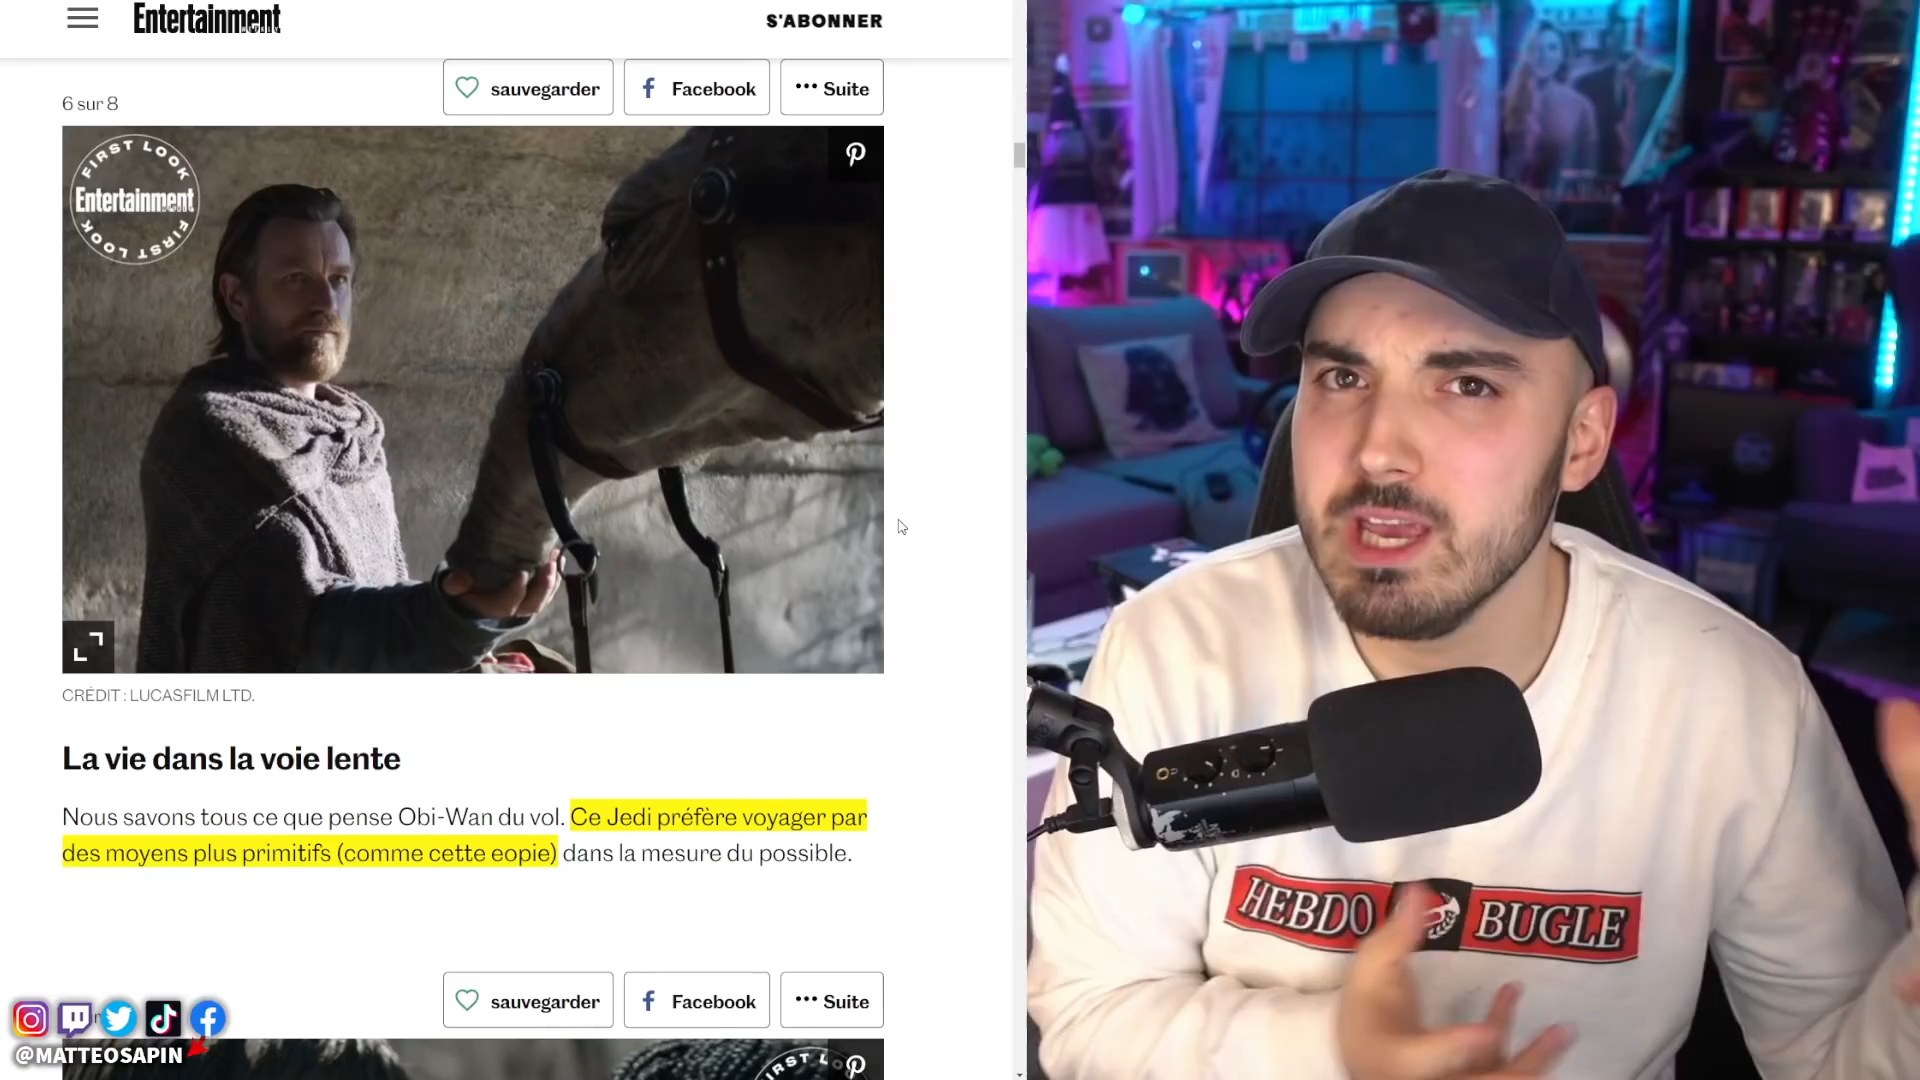 Entertainment
S'ABONNER
6 sur 8
sauvegarder
Facebook
Suite
FIRST LOOK
Entertainment
FIRST LOOK
CRÉDIT : LUCASFILM LTD.
La vie dans la voie lente
Nous savons tous ce que pense Obi-Wan du vol. Ce Jedi préfère voyager par
des moyens plus primitifs (comme cette eopie) dans la mesure du possible.
HEBDO BUGLE
sauvegarder
Facebook
Suite
@MATTEOSAPIN
FIRST LO